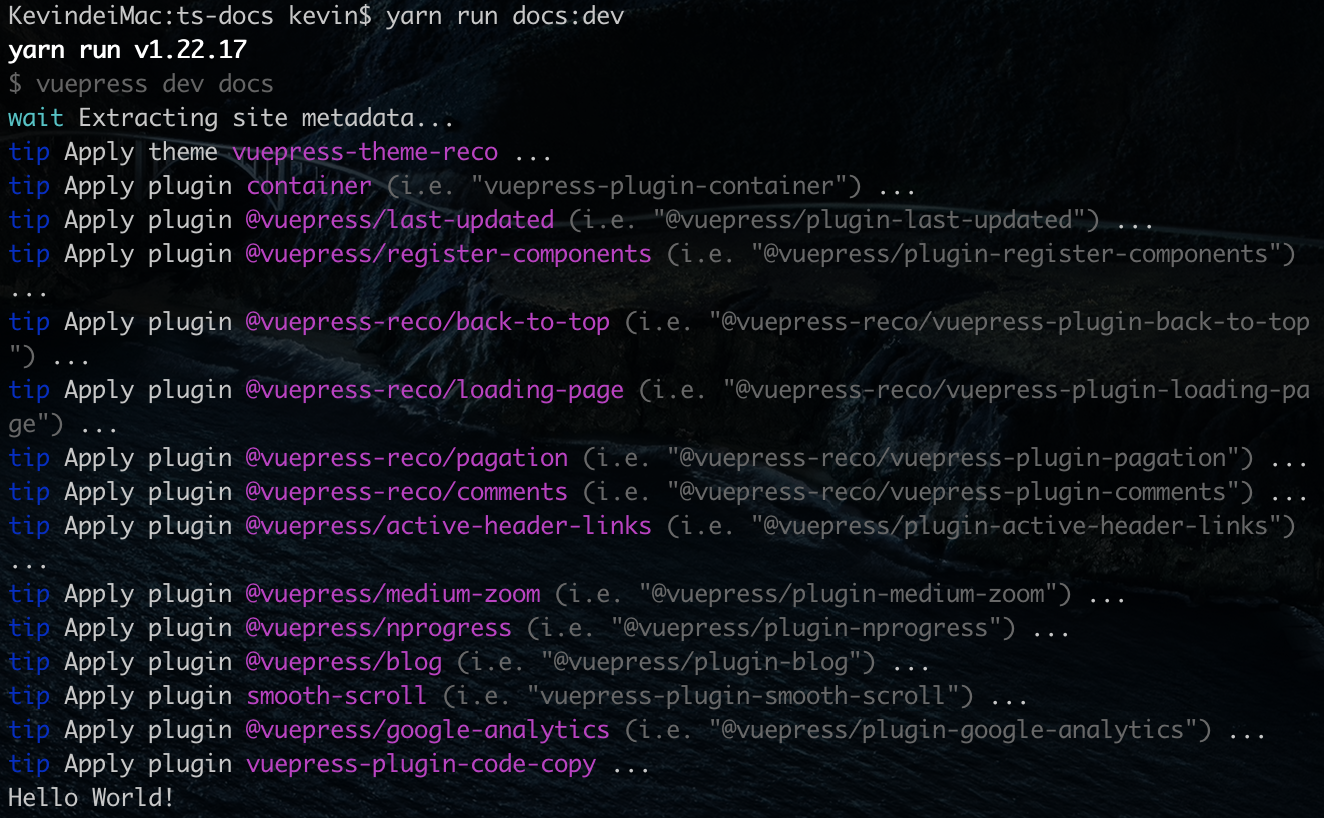 KevindeiMac:ts-docs kevin$ yarn run docs:dev
yarn run v1.22.17
$ vuepress dev docs
wait Extracting site metadata...
tip Apply theme vuepress-theme-reco ...
tip Apply plugin container (i.e. "vuepress-plugin-container") ...
tip Apply plugin @vuepress/last-updated (i.e. "@vuepress/plugin-last-updated") ...
tip Apply plugin @vuepress/register-components (i.e. "@vuepress/plugin-register-components")
...
tip Apply plugin @vuepress-reco/back-to-top (i.e. "@vuepress-reco/vuepress-plugin-back-to-top
") ...
tip Apply plugin @vuepress-reco/loading-page (i.e. "@vuepress-reco/vuepress-plugin-loading-pa
ge") ...
tip Apply plugin @vuepress-reco/pagation (i.e. "@vuepress-reco/vuepress-plugin-pagation") ...
tip Apply plugin @vuepress-reco/comments (i.e. "@vuepress-reco/vuepress-plugin-comments") ...
tip Apply plugin @vuepress/active-header-links (i.e. "@vuepress/plugin-active-header-links")
...
tip Apply plugin @vuepress/medium-zoom (i.e. "@vuepress/plugin-medium-zoom") ...
tip Apply plugin @vuepress/nprogress (i.e. "@vuepress/plugin-nprogress") ...
tip Apply plugin @vuepress/blog (i.e. "@vuepress/plugin-blog") ...
tip Apply plugin smooth-scroll (i.e. "vuepress-plugin-smooth-scroll") ...
tip Apply plugin @vuepress/google-analytics (i.e. "@vuepress/plugin-google-analytics") ...
tip Apply plugin vuepress-plugin-code-copy ...
Hello World!